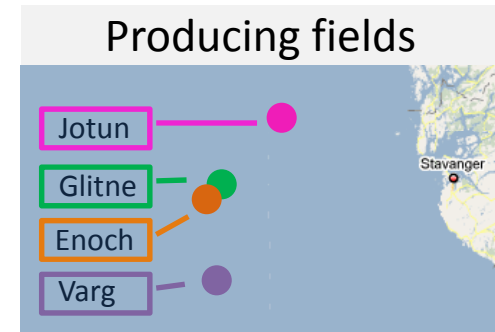 Producing fields
Jotun
Stavanger
Glitne
Enoch
Varg